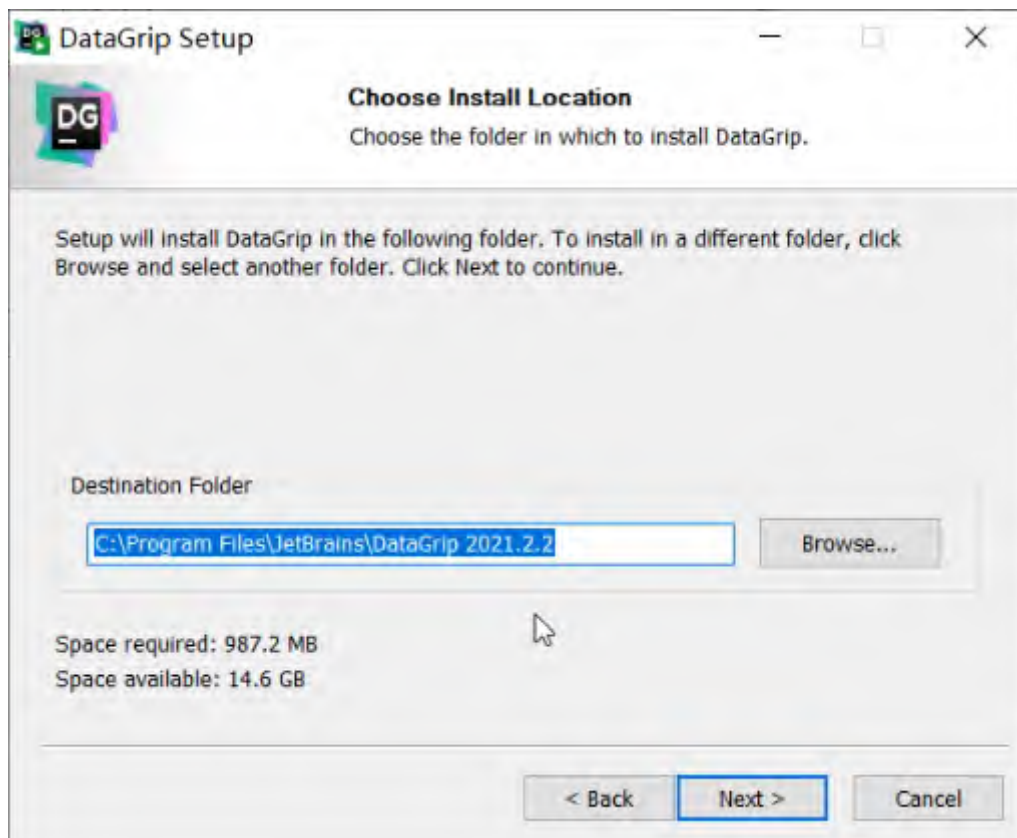 DataGrip Setup
DG
Choose Install Location
Choose the folder in which to install DataGrip.
Setup will install DataGrip in the following folder. To install in a different folder, click
Browse and select another folder. Click Next to continue.
Destination Folder
C:\Program Files\JetBrains\DataGrip 2021.2.2
Browse...
Space required: 987.2 MB
Space available: 14.6 GB
< Back
Next >
Cancel